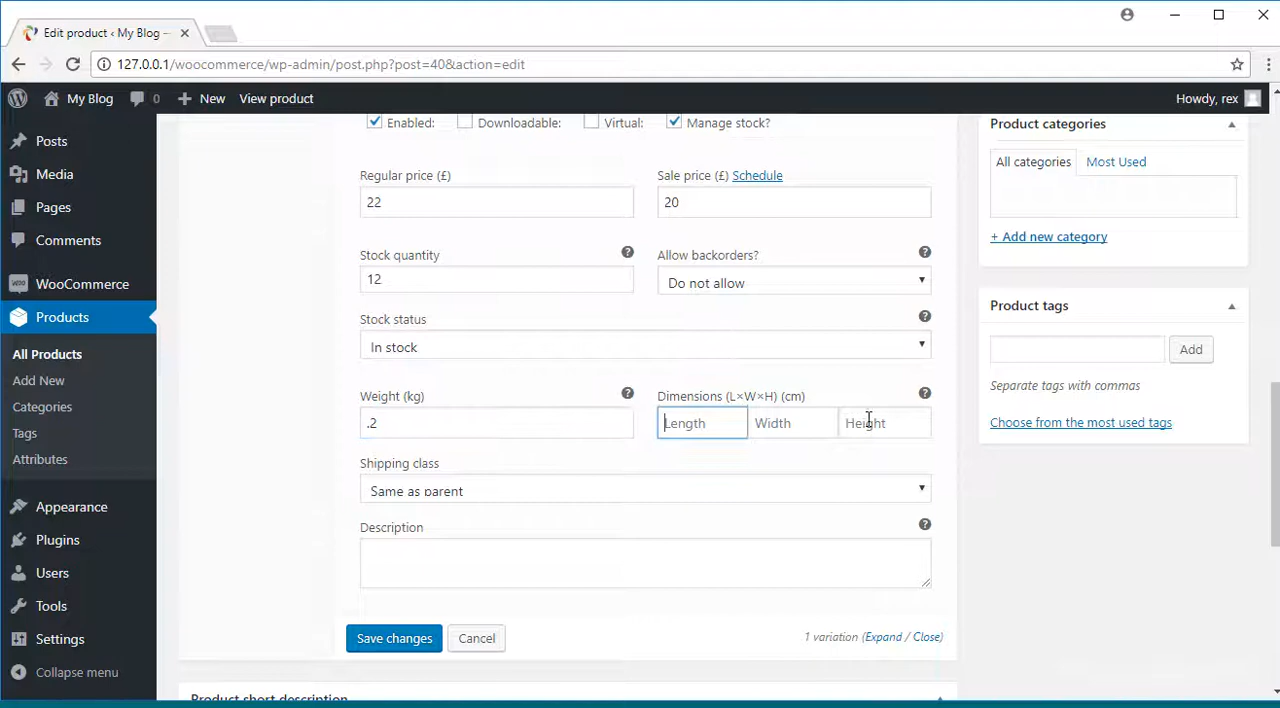 Edit product ‹ My Blog —
127.0.0.1/woocommerce/wp-admin/post.php?post=40&action=edit
My Blog 0 New View product Howdy, rex
Posts
Media
Pages
Comments
WooCommerce
Products
All Products
Add New
Categories
Tags
Attributes
Appearance
Plugins
Users
Tools
Settings
Collapse menu
Enabled: Downloadable: Virtual: Manage stock?
Regular price (£) Sale price (£) Schedule
22 20
Stock quantity Allow backorders?
12 Do not allow
Stock status
In stock
Weight (kg) Dimensions (L×W×H) (cm)
.2 Length Width Height
Shipping class
Same as parent
Description
Save changes Cancel 1 variation (Expand / Close)
Product short description
Product categories
All categories Most Used
+ Add new category
Product tags
Add
Separate tags with commas
Choose from the most used tags